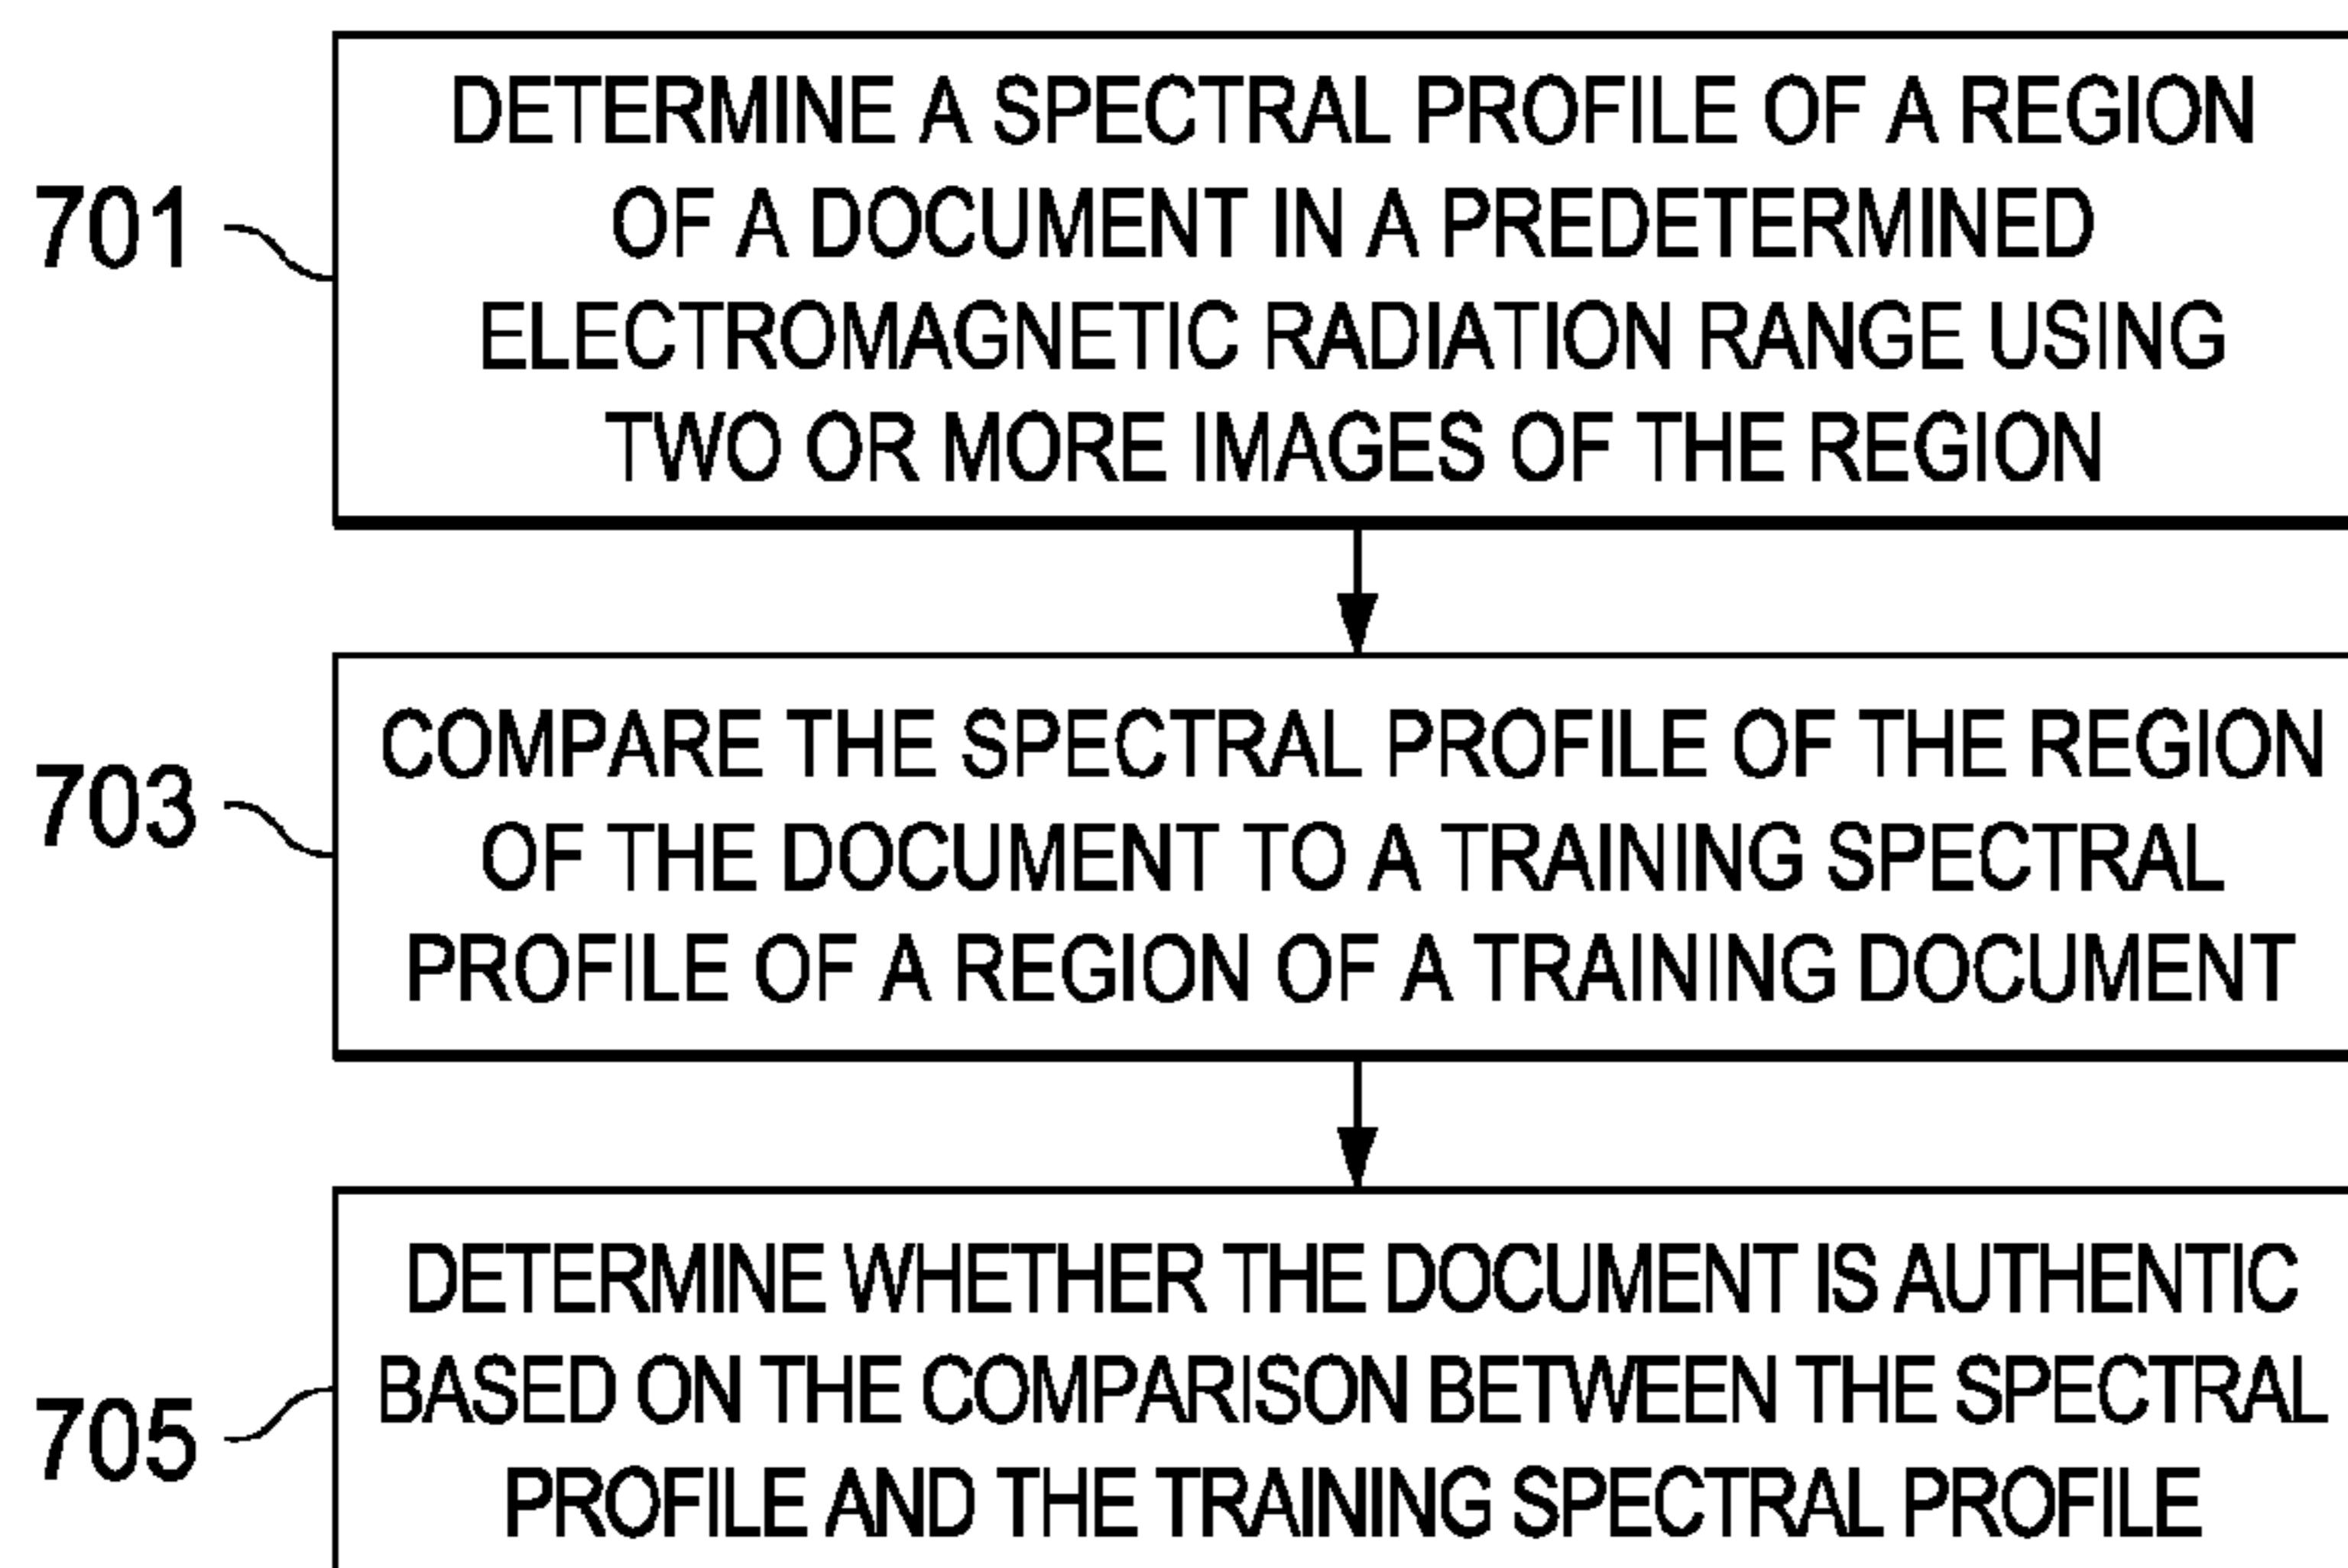 DETERMINE A SPECTRAL PROFILE OF A REGION
701
OF A DOCUMENT IN A PREDETERMINED
ELECTROMAGNETIC RADIATION RANGE USING
TWO OR MORE IMAGES OF THE REGION
COMPARE THE SPECTRAL PROFILE OF THE REGION
703
OF THE DOCUMENT TO A TRAINING SPECTRAL
PROFILE OF A REGION OF A TRAINING DOCUMENT
DETERMINE WHETHER THE DOCUMENT IS AUTHENTIC
BASED ON THE COMPARISON BETWEEN THE SPECTRAL
705
PROFILE AND THE TRAINING SPECTRAL PROFILE